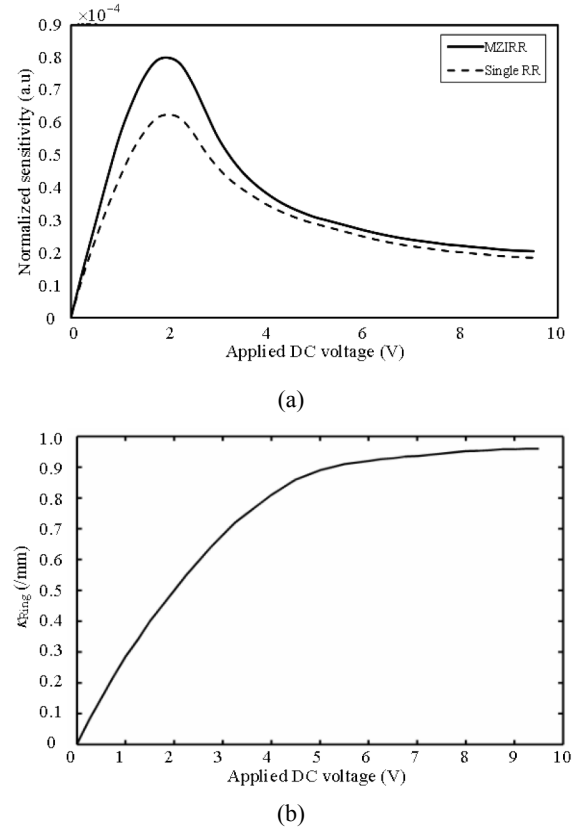 ×10⁻⁴
0.9
0.8
0.7
0.6
0.5
0.4
0.3
0.2
0.1
0
Normalized sensitivity (a.u)
MZIRR
Single RR
0 2 4 6 8 10
Applied DC voltage (V)
(a)
1.0
0.9
0.8
0.7
0.6
0.5
0.4
0.3
0.2
0.1
0
κRing (/mm)
0 1 2 3 4 5 6 7 8 9 10
Applied DC voltage (V)
(b)